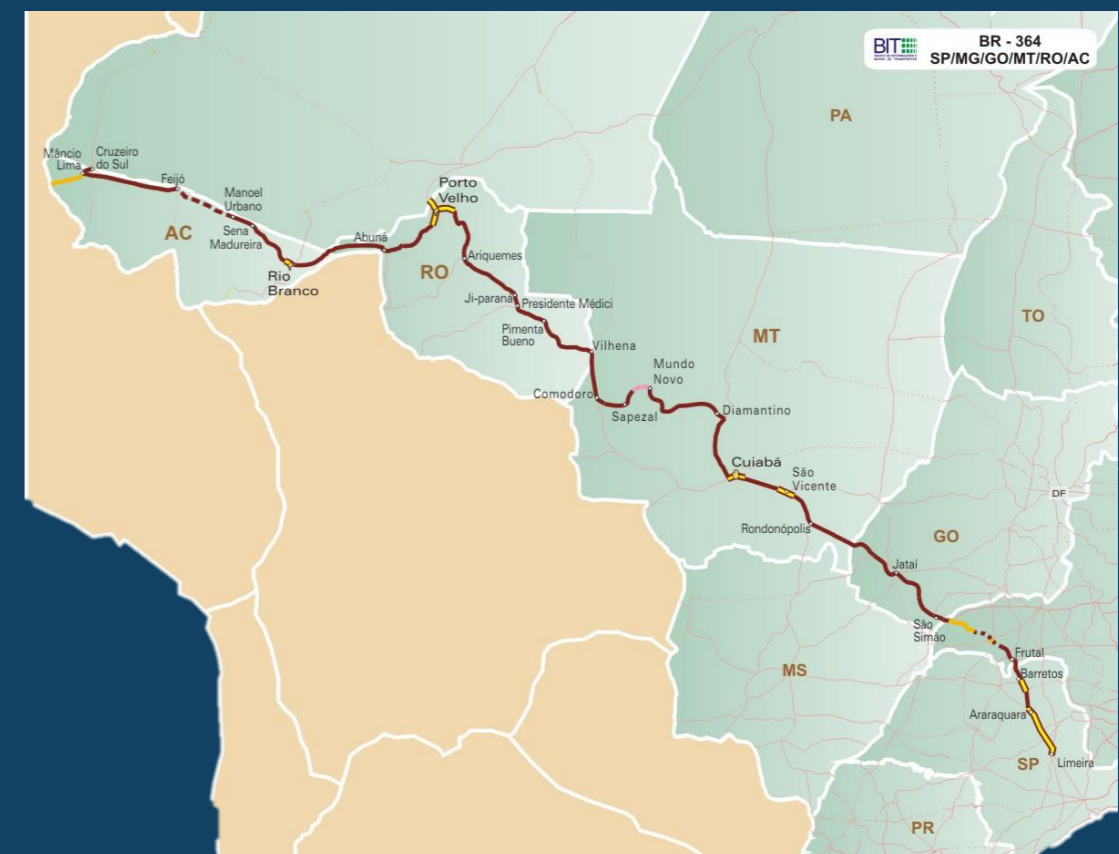 BIT
BR - 364
SP/MG/GO/MT/RO/AC
PA
Mâncio
Lima
Cruzeiro
do Sul
Feijó
Manoel
Urbano
Sena
Madureira
AC
Rio
Branco
Abunã
Porto
Velho
Ariquemes
RO
Ji-paraná
Presidente Médici
Pimenta
Bueno
Vilhena
TO
MT
Mundo
Novo
Comodoro
Sapezal
Diamantino
Cuiabá
São
Vicente
DF
Rondonópolis
GO
Jataí
São
Simão
Frutal
MS
Barretos
Araraquara
SP
Limeira
PR